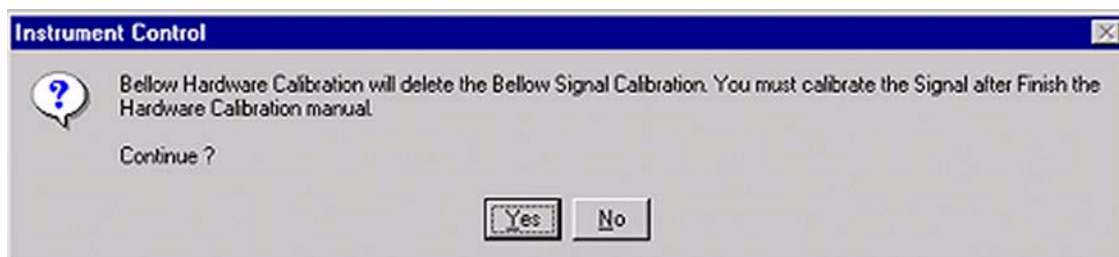 Instrument Control
Bellow Hardware Calibration will delete the Bellow Signal Calibration. You must calibrate the Signal after Finish the
Hardware Calibration manual.
Continue ?
Yes No